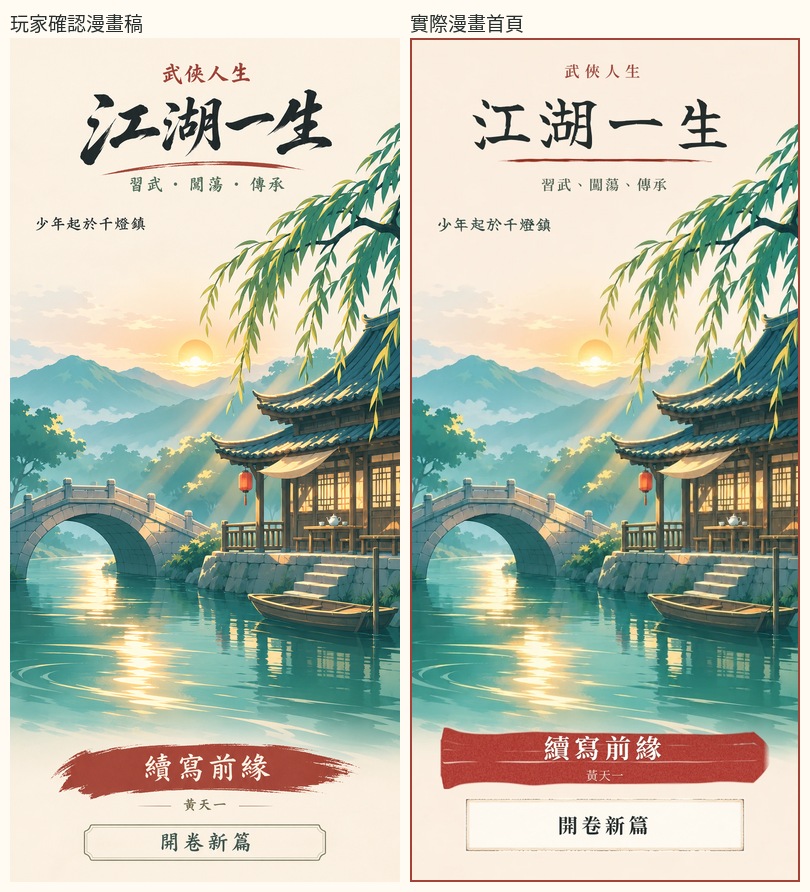 玩家確認漫畫稿
武俠人生
江湖一生
習武·闖蕩·傳承
少年起於千燈鎮
續寫前緣
黃天一
開卷新篇
實際漫畫首頁
武俠人生
江湖一生
習武、闖蕩、傳承
少年起於千燈鎮
續寫前緣
黃天一
開卷新篇